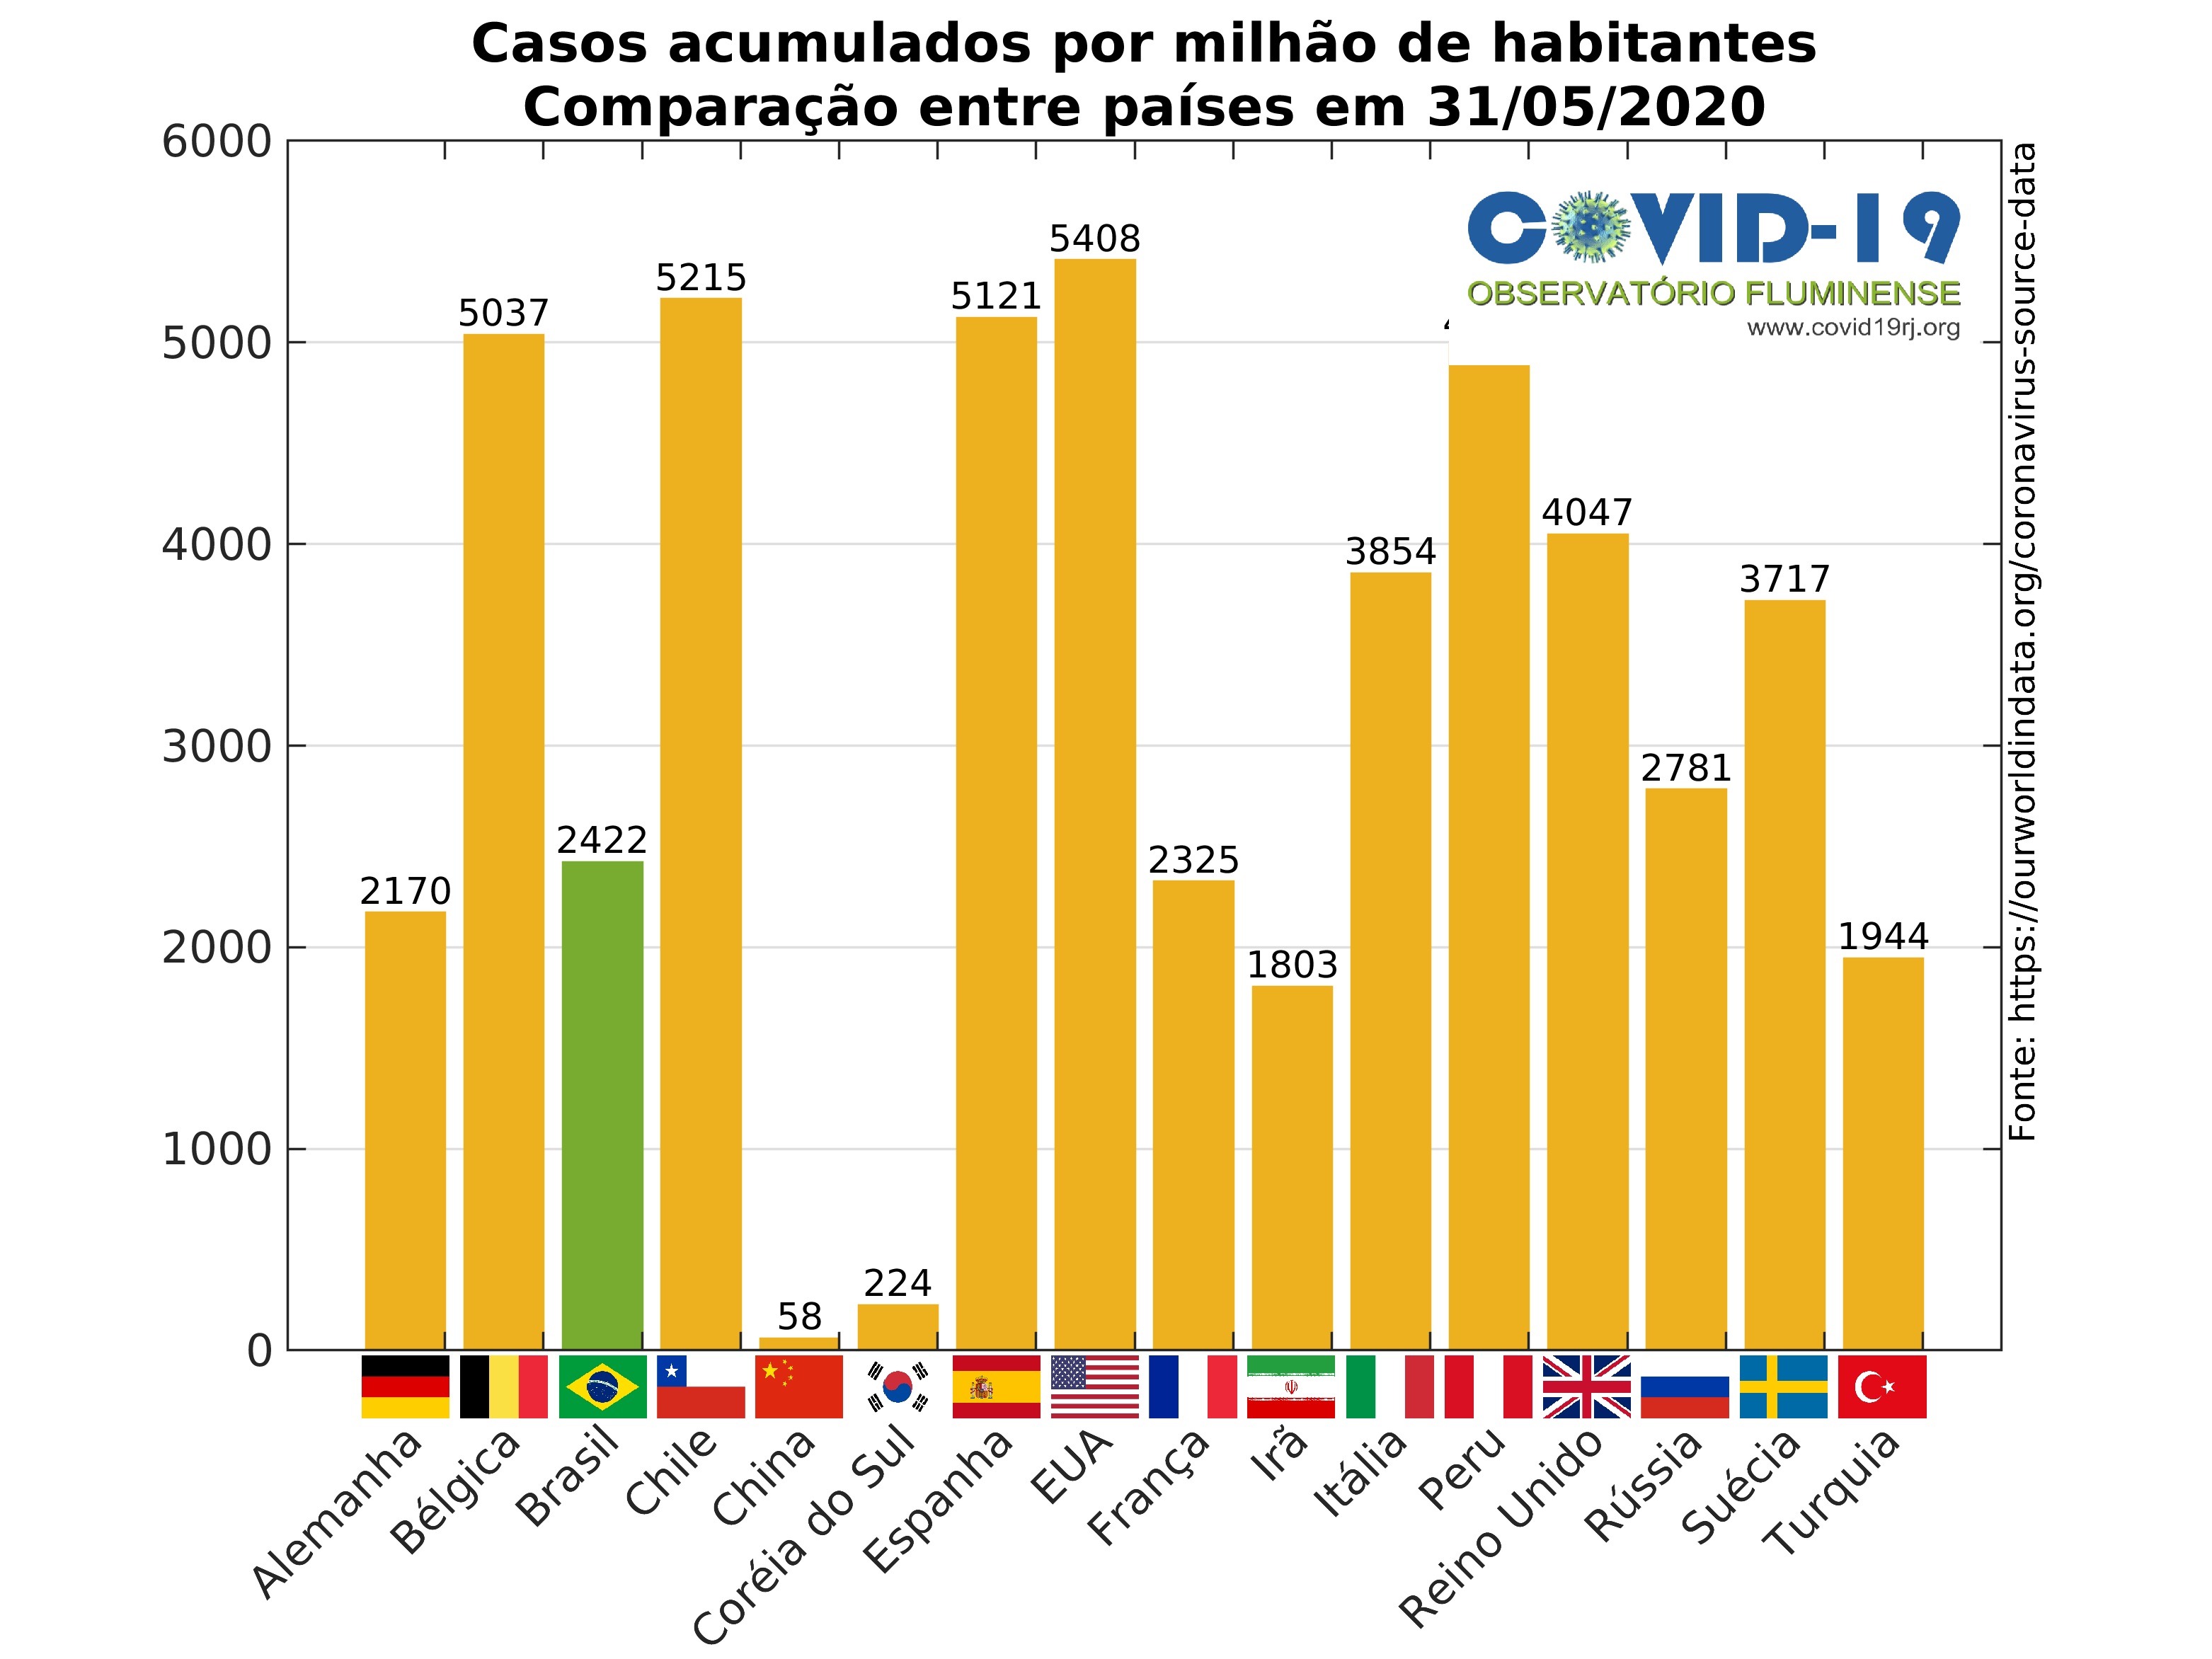 Casos acumulados por milhão de habitantes
Comparação entre países em 31/05/2020
6000
5000
4000
3000
2000
1000
0
2170
5037
2422
5215
58
224
5121
5408
2325
1803
3854
4047
2781
3717
1944
COVID-19
OBSERVATÓRIO FLUMINENSE
www.covid19rj.org
Fonte: https://ourworldindata.org/coronavirus-source-data
Alemanha
Bélgica
Brasil
Chile
China
Coréia do Sul
Espanha
EUA
França
Irã
Itália
Peru
Reino Unido
Rússia
Suécia
Turquia